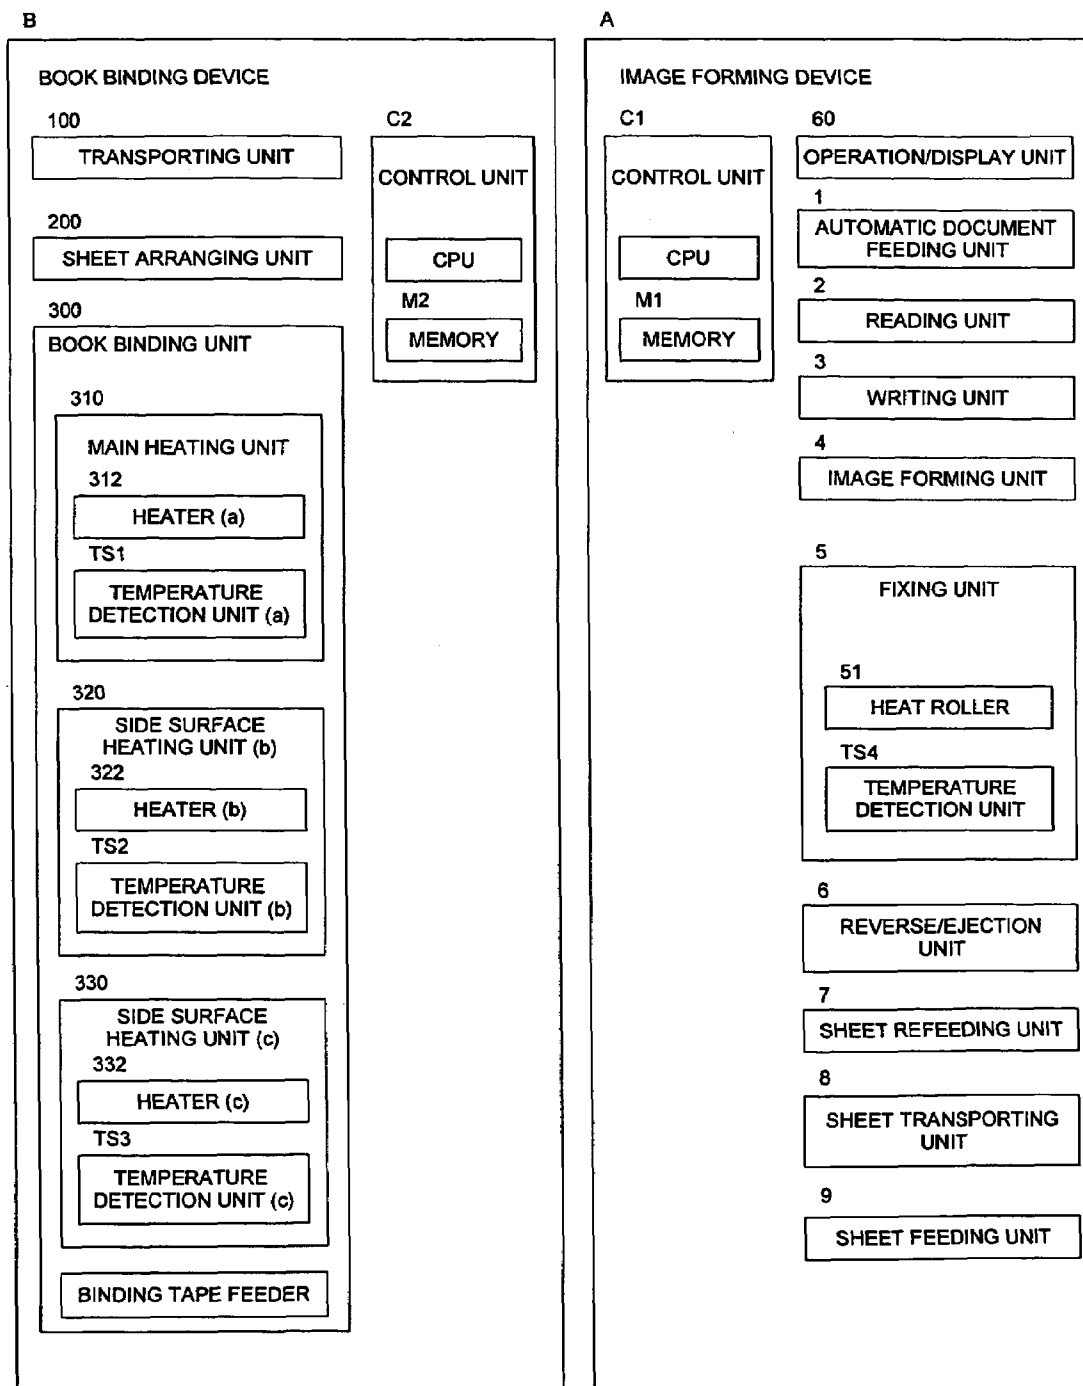 B
BOOK BINDING DEVICE
100
TRANSPORTING UNIT
200
SHEET ARRANGING UNIT
300
BOOK BINDING UNIT
310
MAIN HEATING UNIT
312
HEATER (a)
TS1
TEMPERATURE
DETECTION UNIT (a)
320
SIDE SURFACE
HEATING UNIT (b)
322
HEATER (b)
TS2
TEMPERATURE
DETECTION UNIT (b)
330
SIDE SURFACE
HEATING UNIT (c)
332
HEATER (c)
TS3
TEMPERATURE
DETECTION UNIT (c)
BINDING TAPE FEEDER
C2
CONTROL UNIT
CPU
M2
MEMORY
A
IMAGE FORMING DEVICE
C1
CONTROL UNIT
CPU
M1
MEMORY
60
OPERATION/DISPLAY UNIT
1
AUTOMATIC DOCUMENT
FEEDING UNIT
2
READING UNIT
3
WRITING UNIT
4
IMAGE FORMING UNIT
5
FIXING UNIT
51
HEAT ROLLER
TS4
TEMPERATURE
DETECTION UNIT
6
REVERSE/EJECTION
UNIT
7
SHEET REFEEDING UNIT
8
SHEET TRANSPORTING
UNIT
9
SHEET FEEDING UNIT